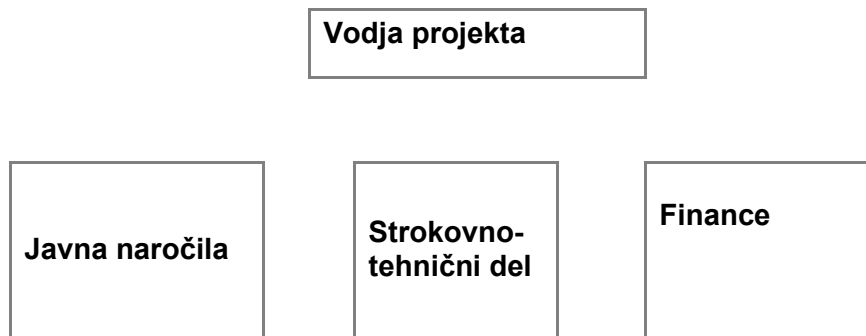 Vodja projekta
Javna naročila
Strokovno-
tehnični del
Finance